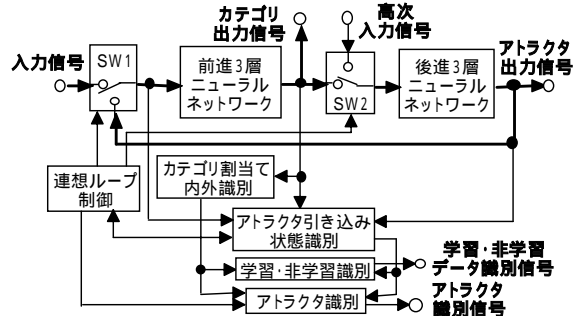 カテゴリ
出力信号
高次
入力信号
入力信号
SW1
前進3層
ニューラル
ネットワーク
SW2
後進3層
ニューラル
ネットワーク
アトラクタ
出力信号
連想ループ
制御
カテゴリ割当て
内外識別
アトラクタ引き込み
状態識別
学習・非学習識別
学習・非学習
データ識別信号
アトラクタ識別
アトラクタ
識別信号